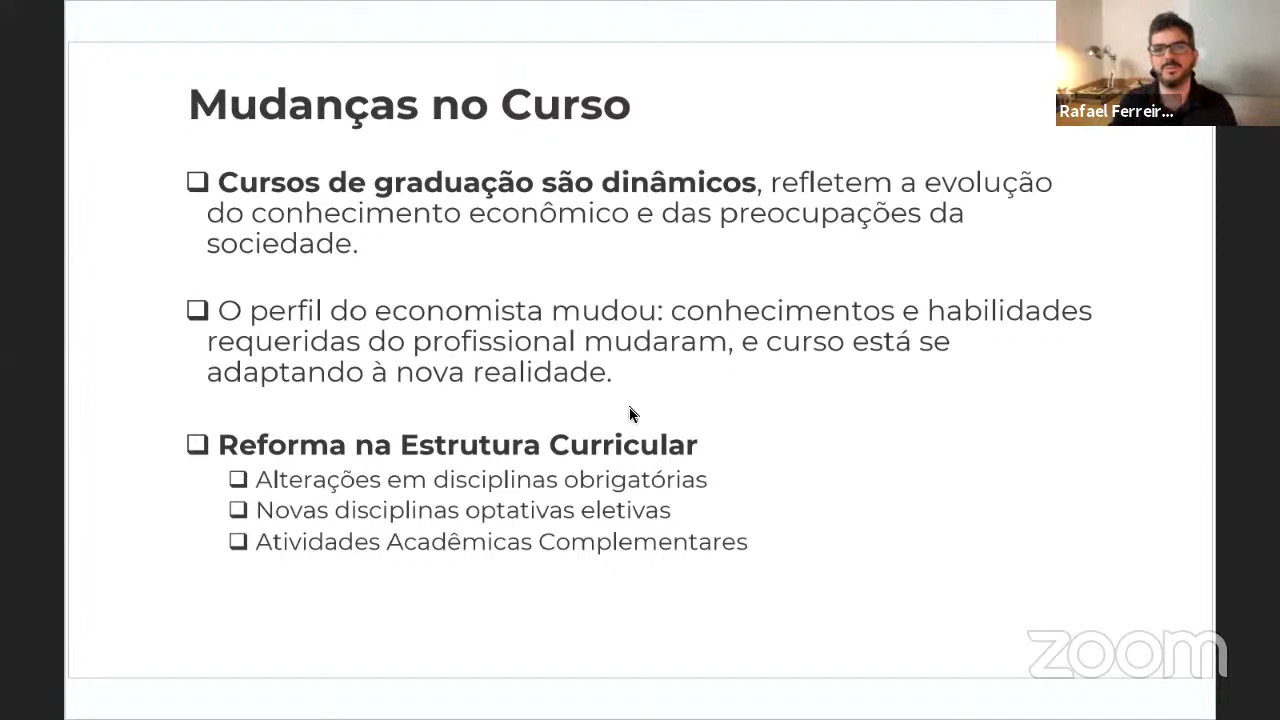 Mudanças no Curso
Rafael Ferreir...
❑ Cursos de graduação são dinâmicos, refletem a evolução
do conhecimento econômico e das preocupações da
sociedade.
❑ O perfil do economista mudou: conhecimentos e habilidades
requeridas do profissional mudaram, e curso está se
adaptando à nova realidade.
❑ Reforma na Estrutura Curricular
❑ Alterações em disciplinas obrigatórias
❑ Novas disciplinas optativas eletivas
❑ Atividades Acadêmicas Complementares
zoom